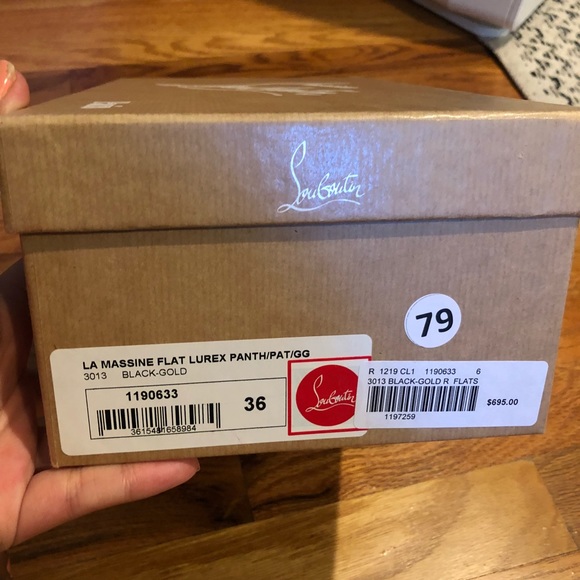 Louboutin
79
LA MASSINE FLAT LUREX PANTH/PAT/GG
3013 BLACK-GOLD
1190633
36
3615481658984
Louboutin
R 1219 CL1 1190633 6
3013 BLACK-GOLD R FLATS
$695.00
1197259